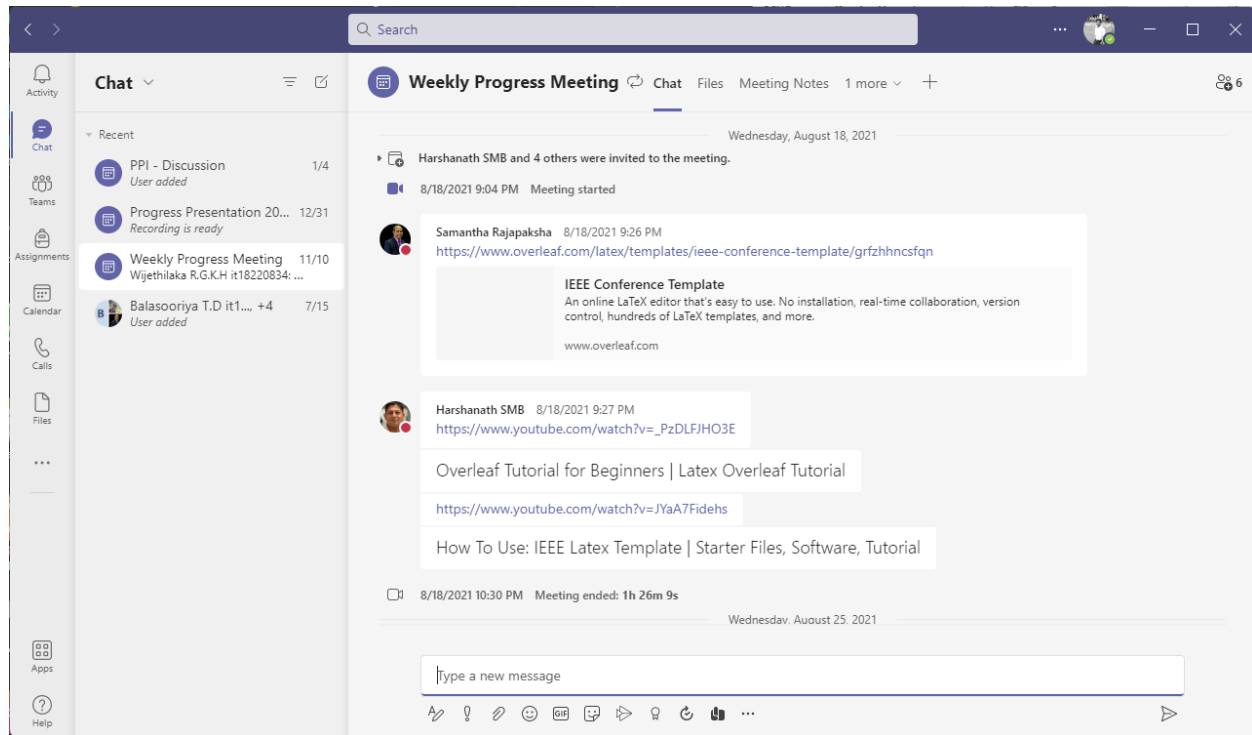 Search
Activity
Chat
Teams
Assignments
Calendar
Calls
Files
Apps
Help
Chat
Recent
PPI - Discussion 1/4
User added
Progress Presentation 20... 12/31
Recording is ready
Weekly Progress Meeting 11/10
Wijethilaka R.G.K.H it18220834: ...
B
Balasooriya T.D it1..., +4 7/15
User added
Weekly Progress Meeting Chat Files Meeting Notes 1 more 6
Wednesday, August 18, 2021
Harshanath SMB and 4 others were invited to the meeting.
8/18/2021 9:04 PM Meeting started
Samantha Rajapaksha 8/18/2021 9:26 PM
https://www.overleaf.com/latex/templates/ieee-conference-template/grfzhhncsfqn
IEEE Conference Template
An online LaTeX editor that's easy to use. No installation, real-time collaboration, version
control, hundreds of LaTeX templates, and more.
www.overleaf.com
Harshanath SMB 8/18/2021 9:27 PM
https://www.youtube.com/watch?v=_PzDLFJHO3E
Overleaf Tutorial for Beginners | Latex Overleaf Tutorial
https://www.youtube.com/watch?v=JYaA7Fidehs
How To Use: IEEE Latex Template | Starter Files, Software, Tutorial
8/18/2021 10:30 PM Meeting ended: 1h 26m 9s
Wednesday, August 25, 2021
Type a new message
GIF